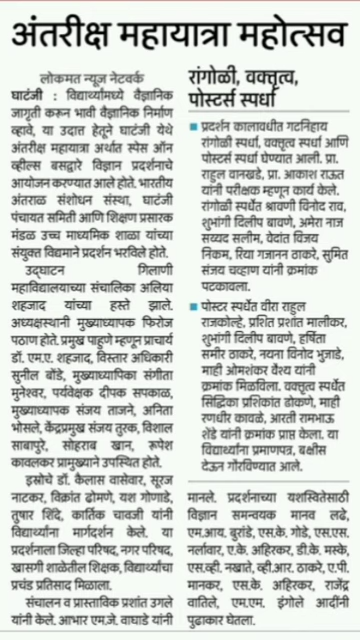 अंतरीक्ष महायात्रा महोत्सव
लोकमत न्यूज नेटवर्क
घाटंजी : विद्यार्थ्यांमध्ये वैज्ञानिक
जागृती करून भावी वैज्ञानिक निर्माण
व्हावे, या उदात्त हेतूने घाटंजी येथे
अंतरीक्ष महायात्रा अर्थात स्पेस ऑन
व्हील्स बसद्वारे विज्ञान प्रदर्शनाचे
आयोजन करण्यात आले होते. भारतीय
अंतराळ संशोधन संस्था, घाटंजी
पंचायत समिती आणि शिक्षण प्रसारक
मंडळ उच्च माध्यमिक शाळा यांच्या
संयुक्त विद्यमाने प्रदर्शन भरविले होते.
उद्घाटन गिलाणी
महाविद्यालयाच्या संचालिका अलिया
शहजाद यांच्या हस्ते झाले.
अध्यक्षस्थानी मुख्याध्यापक फिरोज
पठाण होते. प्रमुख पाहुणे म्हणून प्राचार्य
डॉ. एम.ए. शहजाद, विस्तार अधिकारी
सुनील बोंडे, मुख्याध्यापिका संगीता
मुनेश्वर, पर्यवेक्षक दीपक सपकाळ,
मुख्याध्यापक संजय ताजने, अनिता
भोसले, केंद्रप्रमुख संजय तुरक, विशाल
साबापुरे, सोहराब खान, रूपेश
कावलकर प्रामुख्याने उपस्थित होते.
इस्रोचे डॉ. कैलास वासेवार, सूरज
नाटकर, विक्रांत ढोमणे, यश गोणाडे,
तुषार शिंदे, कार्तिक चावजी यांनी
विद्यार्थ्यांना मार्गदर्शन केले. या
प्रदर्शनाला जिल्हा परिषद, नगर परिषद,
खासगी शाळेतील शिक्षक, विद्यार्थ्यांचा
प्रचंड प्रतिसाद मिळाला.
संचालन व प्रास्ताविक प्रशांत उगले
यांनी केले. आभार एम.जे. वाघाडे यांनी
रांगोळी, वक्तृत्व,
पोस्टर्स स्पर्धा
■ प्रदर्शन कालावधीत गटनिहाय
रांगोळी स्पर्धा, वक्तृत्व स्पर्धा आणि
पोस्टर्स स्पर्धा घेण्यात आली. प्रा.
राहुल वानखडे, प्रा. आकाश राऊत
यांनी परीक्षक म्हणून कार्य केले.
रांगोळी स्पर्धेत श्रावणी विनोद राव,
शुभांगी दिलीप बावणे, अमेरा नाज
सय्यद सलीम, वेदांत विजय
निकम, रिया गजानन ठाकरे, सुमित
संजय चव्हाण यांनी क्रमांक
पटकावला.
■ पोस्टर स्पर्धेत वीरा राहुल
राजकोल्हे, प्रशित प्रशांत मालीकर,
शुभांगी दिलीप बावणे, हर्षिता
समीर ठाकरे, नयना विनोद भुजाडे,
माही ओमशंकर वैश्य यांनी
क्रमांक मिळविला. वक्तृत्व स्पर्धेत
सिद्धिका प्रशिकांत डोकणे, माही
रणधीर कावळे, आरती रामभाऊ
शेंडे यांनी क्रमांक प्राप्त केला. या
विद्यार्थ्यांना प्रमाणपत्र, बक्षीस
देऊन गौरविण्यात आले.
मानले. प्रदर्शनाच्या यशस्वितेसाठी
विज्ञान समन्वयक मानव लढे,
एम.आय. बुरांडे, एस.के. गोडे, एस.एस.
नर्लावार, ए.के. अहिरकर, डी.के. मस्के,
एस.व्ही. नखाते, व्ही.आर. ठाकरे, ए.पी.
मानकर, एस.के. अहिरकर, राजेंद्र
वातिले, एम.एम. इंगोले आदींनी
पुढाकार घेतला.